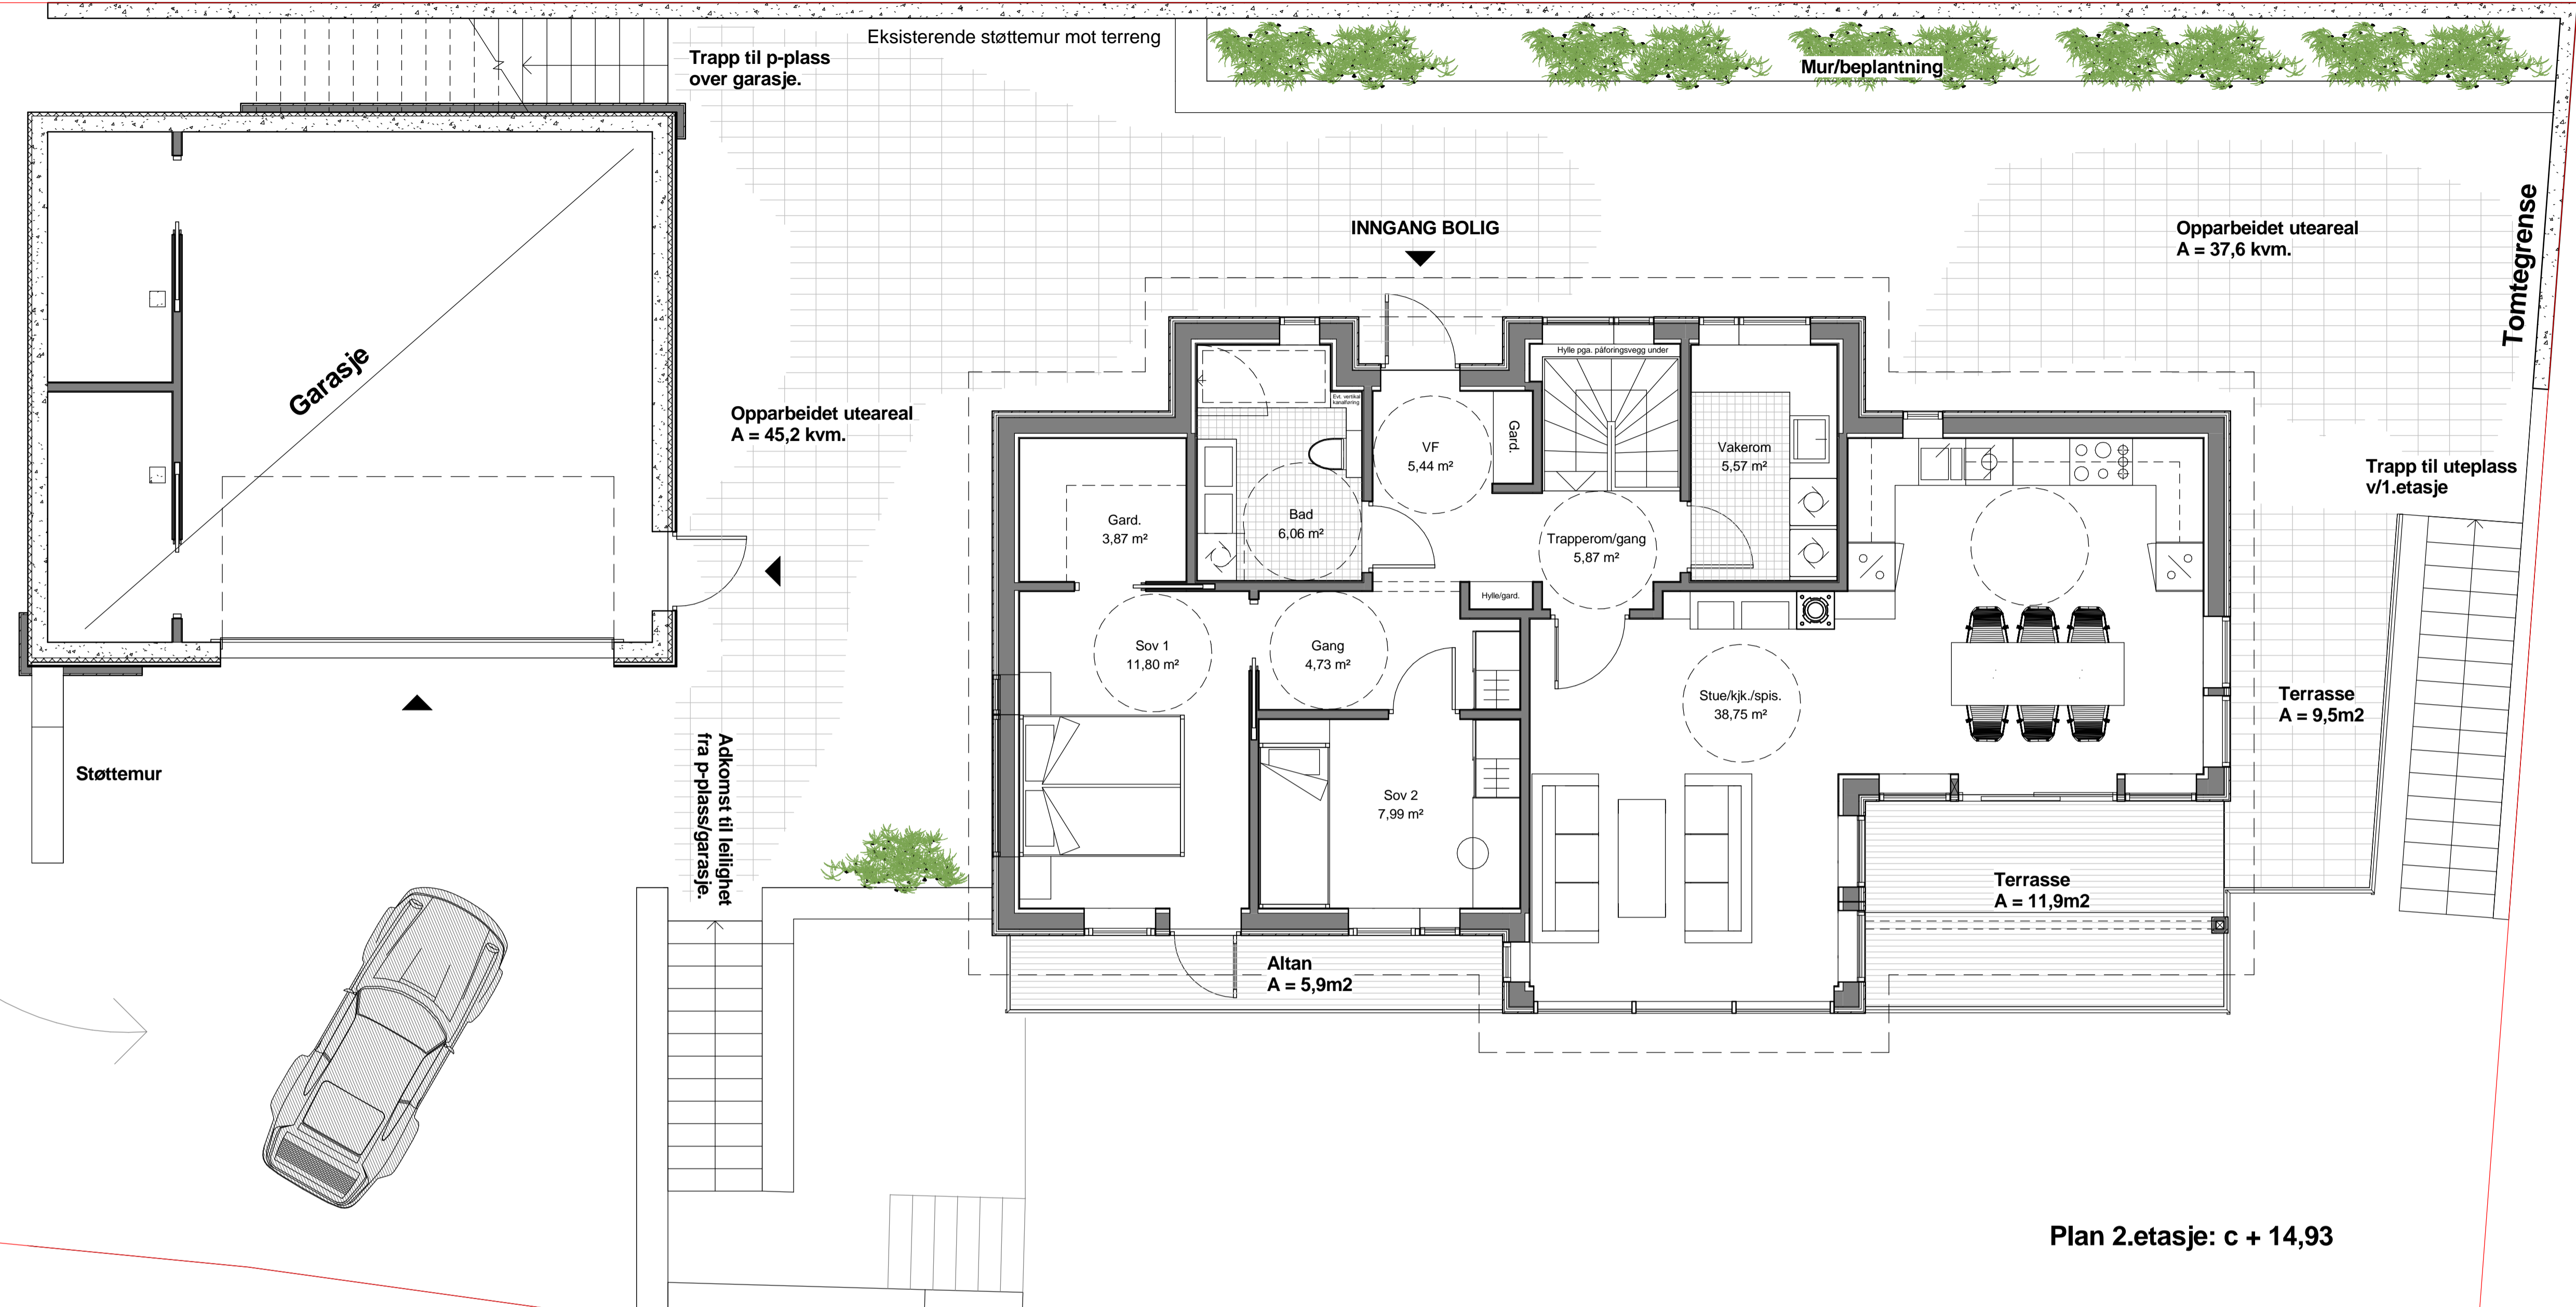 Eksisterende støttemur mot terreng
Trapp til p-plass
over garasje.
Mur/beplantning
Tomtegrense
INNGANG BOLIG
Opparbeidet uteareal
A = 37,6 kvm.
Garasje
Opparbeidet uteareal
A = 45,2 kvm.
Hylle pga. påforingsvegg under
Evt. vertikal
kanalføring
VF
5,44 m²
Gard.
Vakerom
5,57 m²
Trapp til uteplass
v/1.etasje
Gard.
3,87 m²
Bad
6,06 m²
Trapperom/gang
5,87 m²
Hylle/gard.
Sov 1
11,80 m²
Gang
4,73 m²
Stue/kjk./spis.
38,75 m²
Terrasse
A = 9,5m2
Støttemur
Adkomst til leilighet
fra p-plass/garasje.
Sov 2
7,99 m²
Terrasse
A = 11,9m2
Altan
A = 5,9m2
Plan 2.etasje: c + 14,93